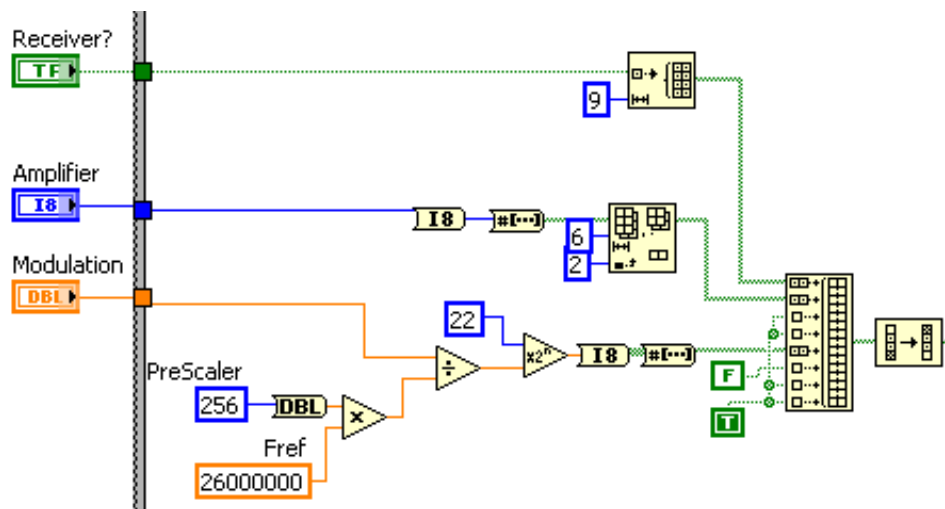 Receiver?
TF
9
Amplifier
I8
I8
#[...]
6
2
Modulation
DBL
22
÷
x2ⁿ
I8
#[...]
PreScaler
256
DBL
x
F
T
Fref
26000000